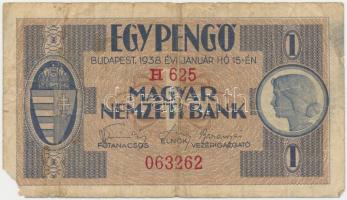 EGY PENGŐ
BUDAPEST, 1938. ÉVI JANUÁR HÓ 15-ÉN
H 625
1
MAGYAR
NEMZETI BANK
FŐTANÁCSOS ELNÖK VEZÉRIGAZGATÓ
063262
1